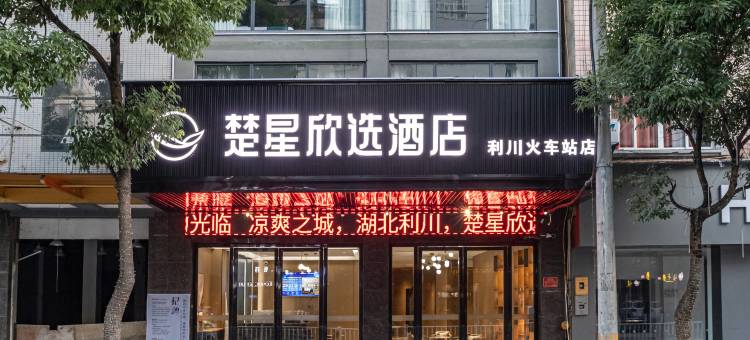 楚星欣选酒店
利川火车站店
光临 凉爽之城，湖北利川，楚星欣选
H